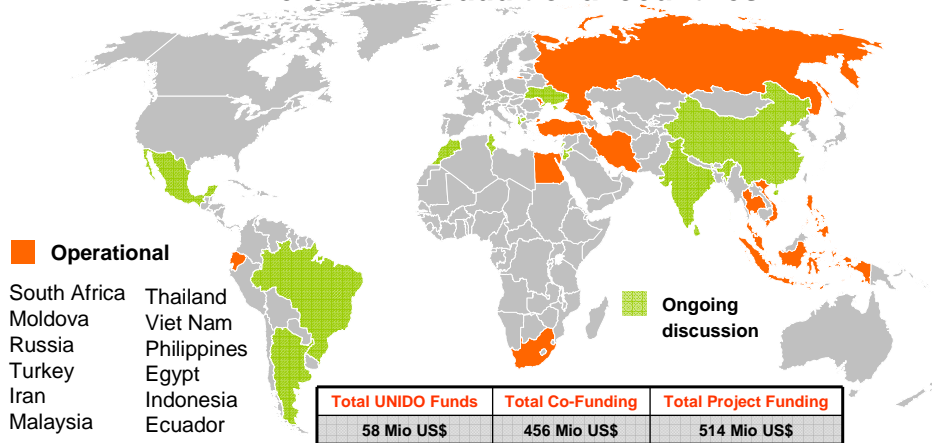 Operational
South Africa
Moldova
Russia
Turkey
Iran
Malaysia
Thailand
Viet Nam
Philippines
Egypt
Indonesia
Ecuador
Ongoing
discussion
Total UNIDO Funds Total Co-Funding Total Project Funding
58 Mio US$ 456 Mio US$ 514 Mio US$